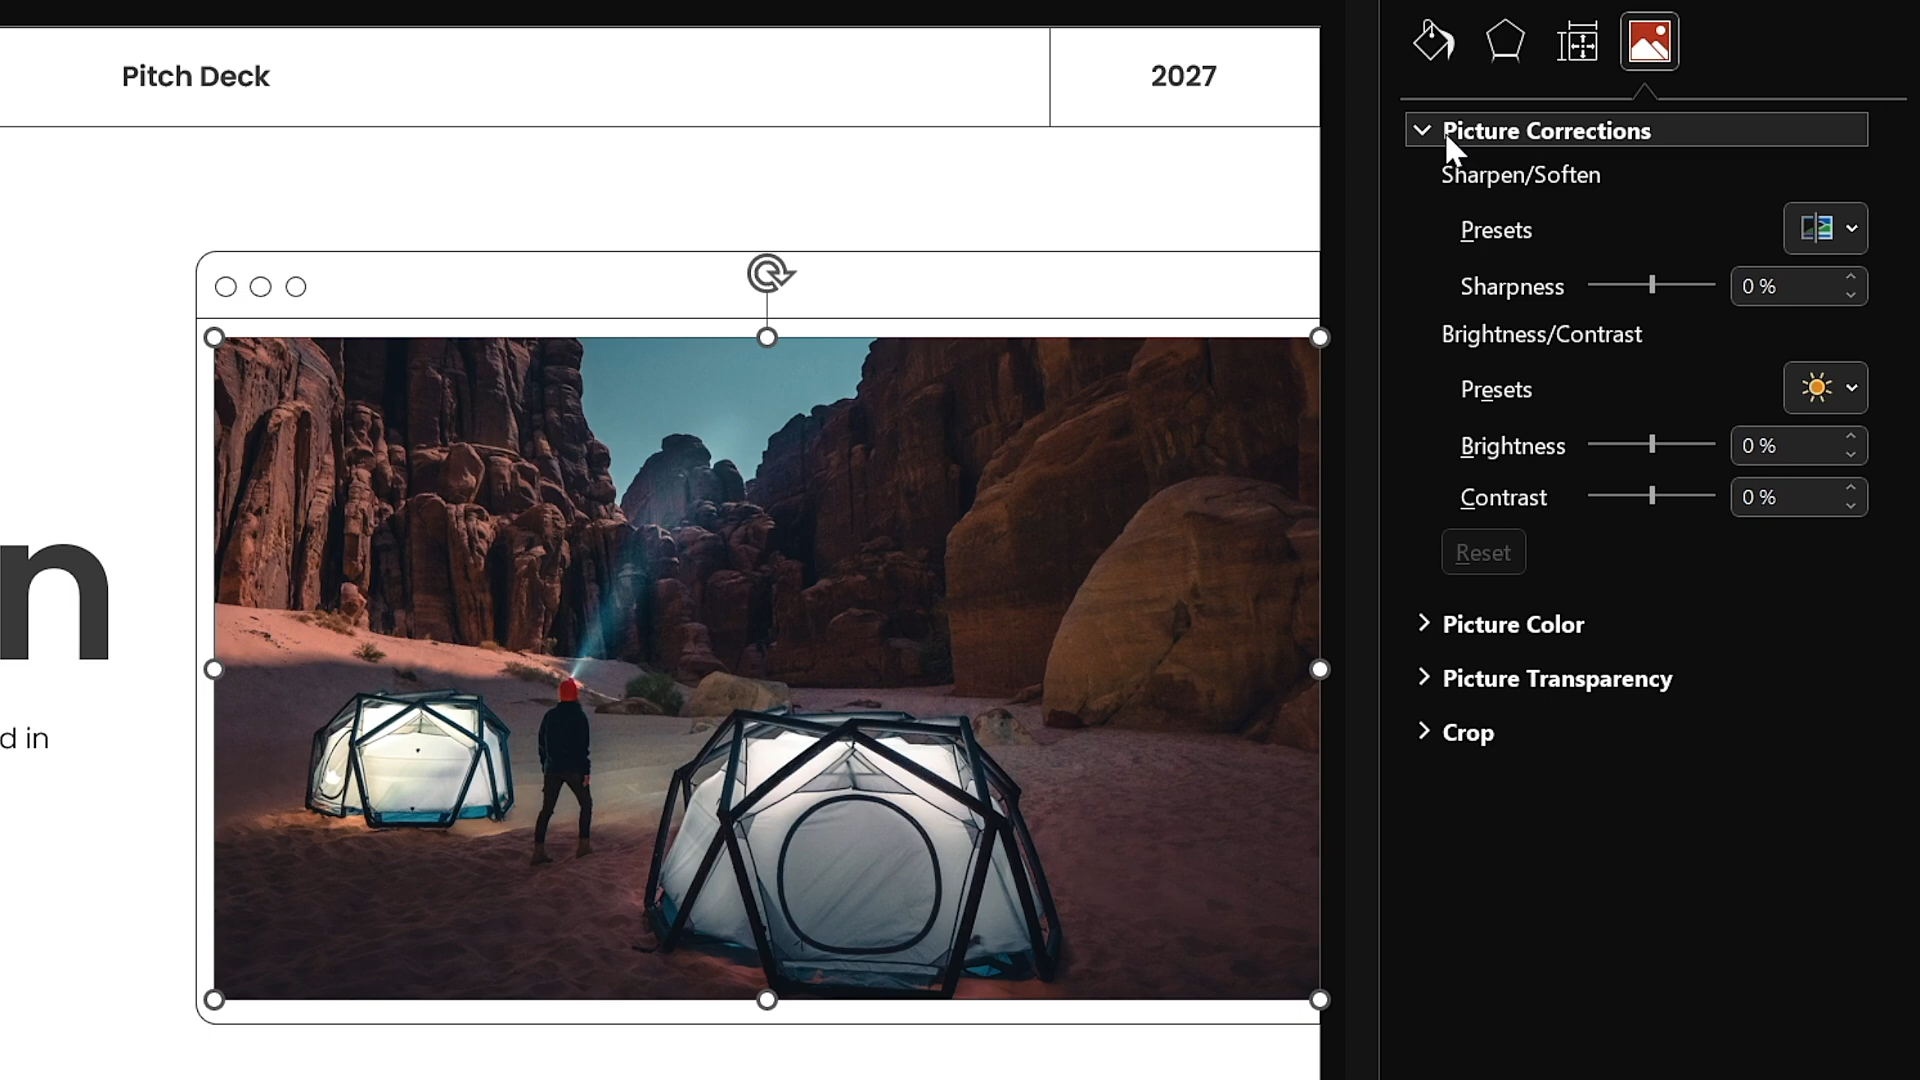 Pitch Deck
2027
n
d in
Picture Corrections
Sharpen/Soften
Presets
Sharpness 0 %
Brightness/Contrast
Presets
Brightness 0 %
Contrast 0 %
Reset
Picture Color
Picture Transparency
Crop